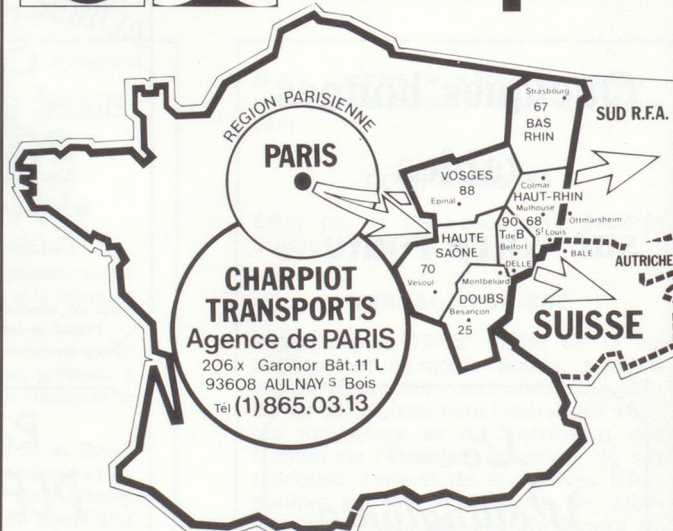 REGION PARISIENNE
PARIS
CHARPIOT
TRANSPORTS
Agence de PARIS
206 x Garonor Bât.11 L
93608 AULNAY S Bois
Tél (1) 865.03.13
Strasbourg
67
BAS
RHIN
SUD R.F.A.
VOSGES
88
Epinal
Colmar
HAUT-RHIN
Mulhouse
68
Ottmarsheim
St Louis
90
T de B
Belfort
DELLE
BALE
AUTRICHE
HAUTE
SAÔNE
70
Vesoul
Montbéliard
DOUBS
Besançon
25
SUISSE